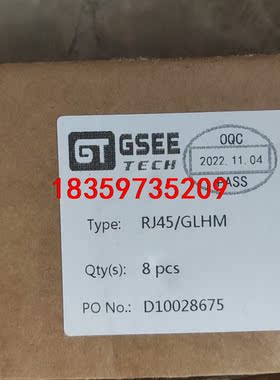 GT GSEE
TECH
OQC
2022.11.04
PASS
18359735209
Type: RJ45/GLHM
Qty(s): 8 pcs
PO No.: D10028675